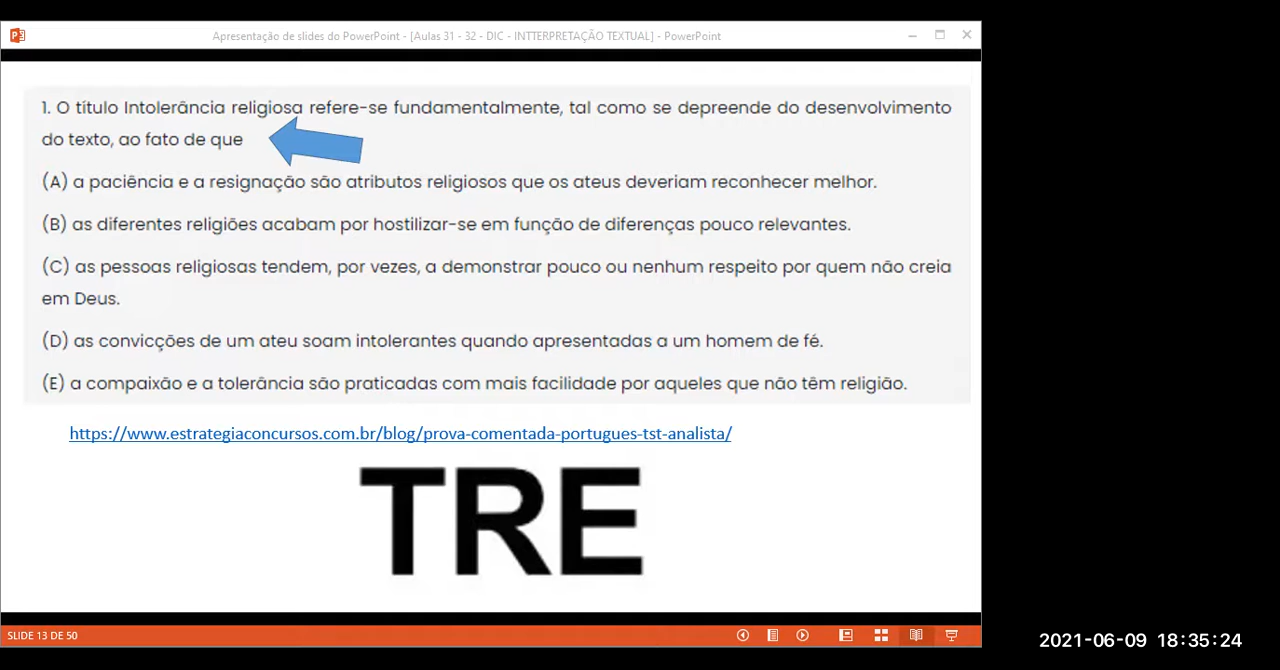 Apresentação de slides do PowerPoint - [Aulas 31 - 32 - DIC - INTTERPRETAÇÃO TEXTUAL] - PowerPoint
1. O título Intolerância religiosa refere-se fundamentalmente, tal como se depreende do desenvolvimento
do texto, ao fato de que
(A) a paciência e a resignação são atributos religiosos que os ateus deveriam reconhecer melhor.
(B) as diferentes religiões acabam por hostilizar-se em função de diferenças pouco relevantes.
(C) as pessoas religiosas tendem, por vezes, a demonstrar pouco ou nenhum respeito por quem não creia
em Deus.
(D) as convicções de um ateu soam intolerantes quando apresentadas a um homem de fé.
(E) a compaixão e a tolerância são praticadas com mais facilidade por aqueles que não têm religião.
https://www.estrategiaconcursos.com.br/blog/prova-comentada-portugues-tst-analista/
TRE
SLIDE 13 DE 50
2021-06-09 18:35:24